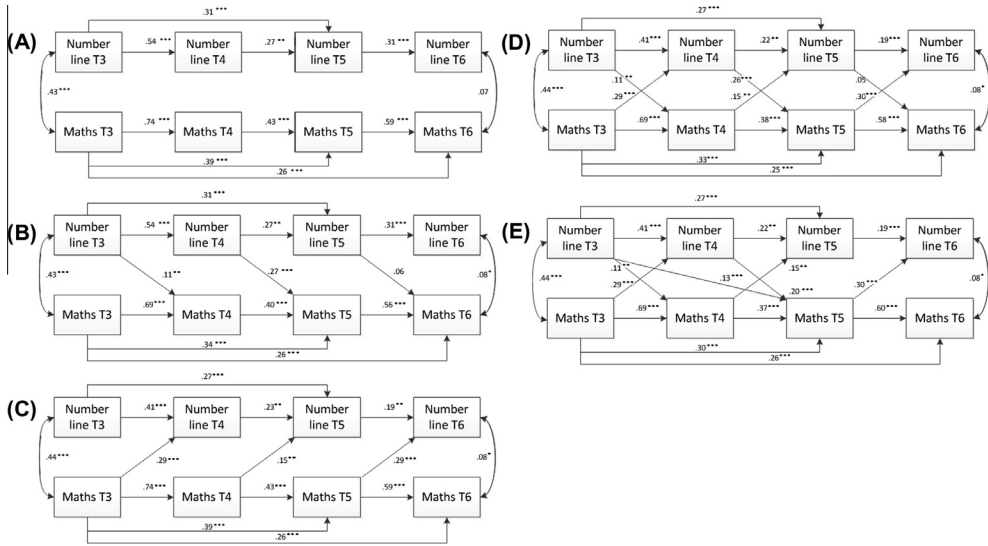 (A)
.31 ***
Number line T3
.54 ***
Number line T4
.27 **
Number line T5
.31 ***
Number line T6
.43 ***
.07
Maths T3
.74 ***
Maths T4
.43 ***
Maths T5
.59 ***
Maths T6
.39 ***
.26 ***
(B)
.31 ***
Number line T3
.54 ***
Number line T4
.27 **
Number line T5
.31 ***
Number line T6
.43 ***
.11 **
.27 ***
.06
.08 *
Maths T3
.69 ***
Maths T4
.40 ***
Maths T5
.56 ***
Maths T6
.34 ***
.26 ***
(C)
.27 ***
Number line T3
.41 ***
Number line T4
.23 **
Number line T5
.19 **
Number line T6
.44 ***
.29 ***
.15 **
.29 ***
.08 *
Maths T3
.74 ***
Maths T4
.43 ***
Maths T5
.59 ***
Maths T6
.39 ***
.26 ***
(D)
.27 ***
Number line T3
.41 ***
Number line T4
.22 **
Number line T5
.19 ***
Number line T6
.44 ***
.11 **
.29 ***
.26 ***
.15 **
.05
.30 ***
.08 *
Maths T3
.69 ***
Maths T4
.38 ***
Maths T5
.58 ***
Maths T6
.33 ***
.25 ***
(E)
.27 ***
Number line T3
.41 ***
Number line T4
.22 **
Number line T5
.19 ***
Number line T6
.44 ***
.11 **
.29 ***
.13 ***
.15 **
.20 ***
.30 ***
.08 *
Maths T3
.69 ***
Maths T4
.37 ***
Maths T5
.60 ***
Maths T6
.30 ***
.26 ***